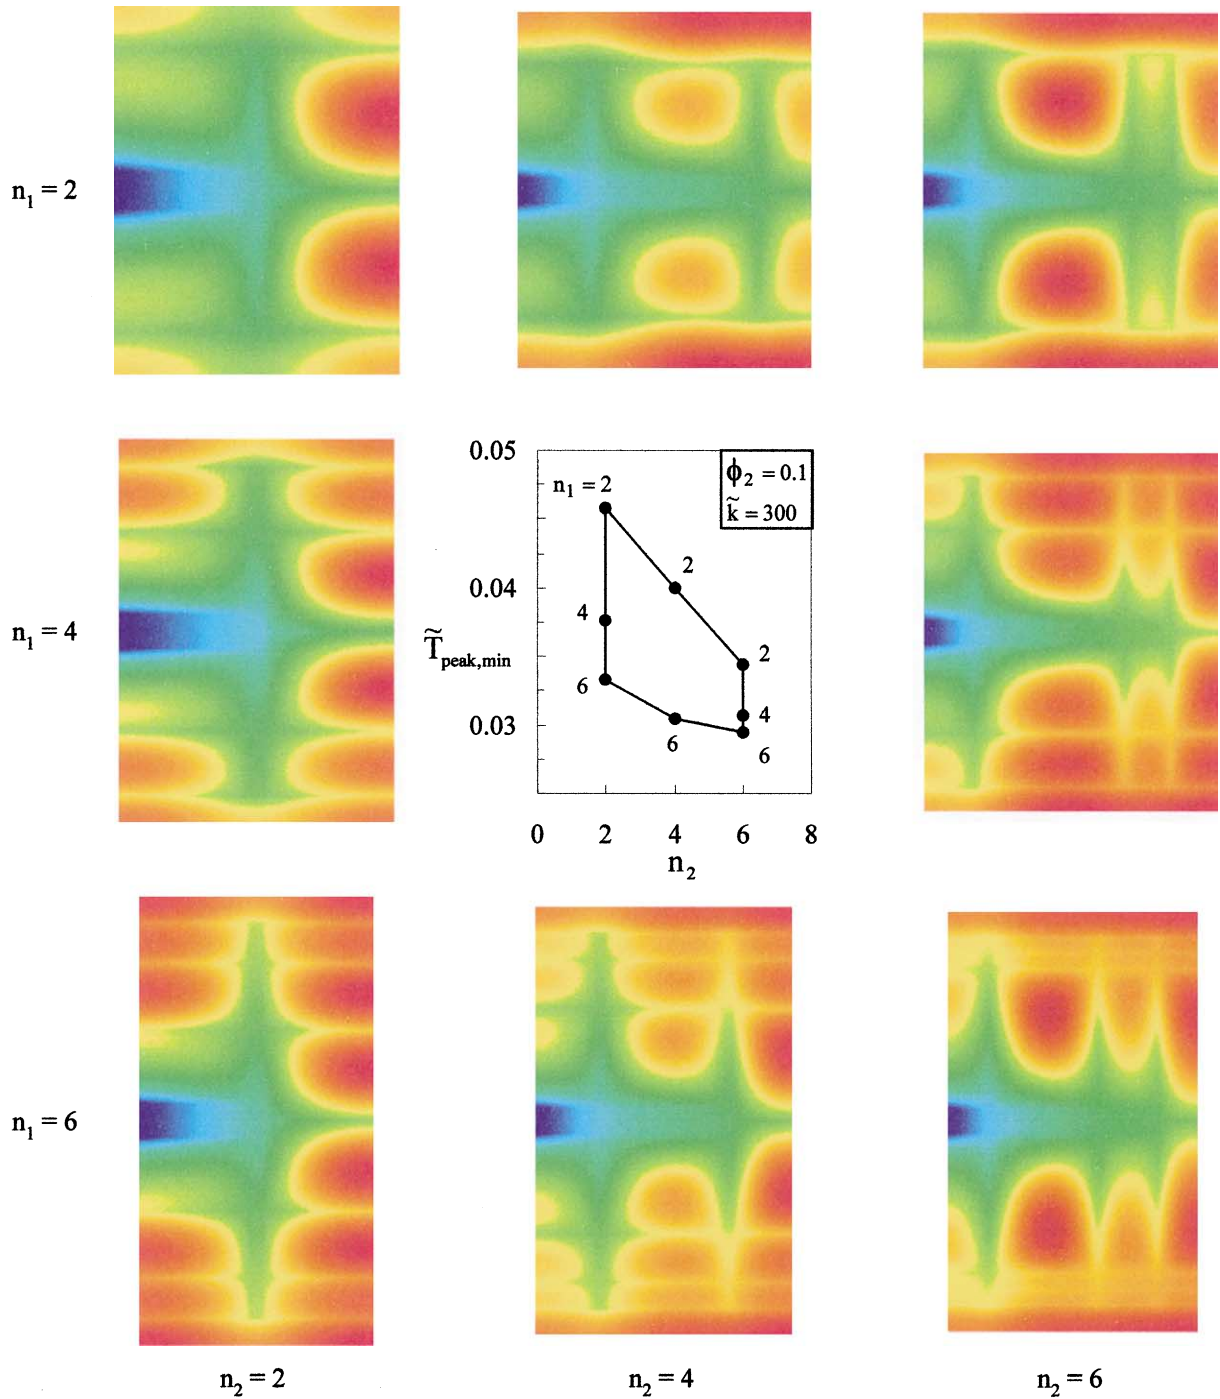 n₁ = 2
0.05
n₁ = 2
ϕ₂ = 0.1
k̃ = 300
2
0.04
n₁ = 4
4
T̃peak,min
2
6
4
0.03
6
6
0 2 4 6 8
n₂
n₁ = 6
n₂ = 2
n₂ = 4
n₂ = 6